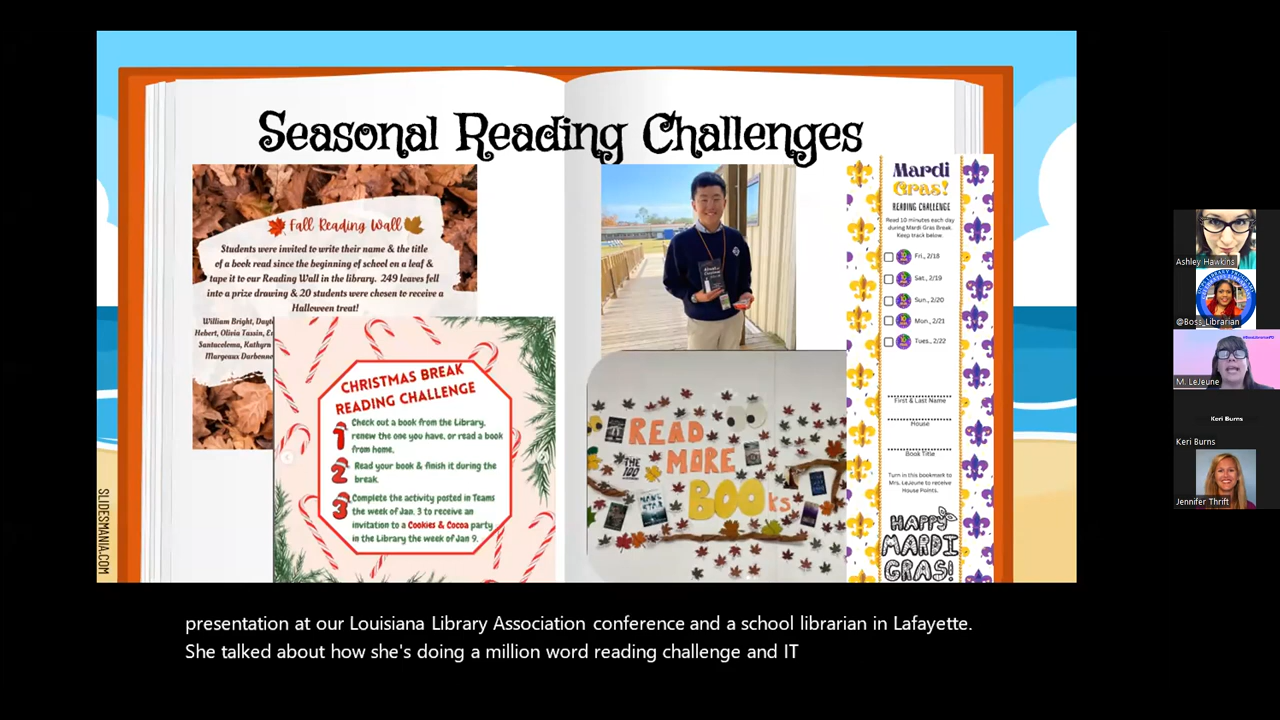 Seasonal Reading Challenges
Fall Reading Wall
Students were invited to write their name & the title
of a book read since the beginning of school on a leaf &
tape it to our Reading Wall in the library. 249 leaves fell
into a prize drawing & 20 students were chosen to receive a
Halloween treat!
William Bright, Dayt
Hebert, Olivia Tassin, E
Santacolema, Kathryn
Margeaux Darbonne
CHRISTMAS BREAK
READING CHALLENGE
1 Check out a book from the Library,
renew the one you have, or read a book
from home.
2 Read your book & finish it during the
break.
3 Complete the activity posted in Teams
the week of Jan. 3 to receive an
invitation to a Cookies & Cocoa party
in the Library the week of Jan 9.
READ
MORE
BOOks
THE
100
Mardi
Gras!
READING CHALLENGE
Read 10 minutes each day
during Mardi Gras Break.
Keep track below.
Fri., 2/18
Sat., 2/19
Sun., 2/20
Mon., 2/21
Tues., 2/22
First & Last Name
House
Book Title
Turn in this bookmark to
Mrs. LeJeune to receive
House Points.
HAPPY
MARDI
GRAS!
SLIDESMANIA.COM
Ashley Hawkins
@Boss_Librarian
M. LeJeune
Keri Burns
Keri Burns
Jennifer Thrift
presentation at our Louisiana Library Association conference and a school librarian in Lafayette.
She talked about how she's doing a million word reading challenge and IT